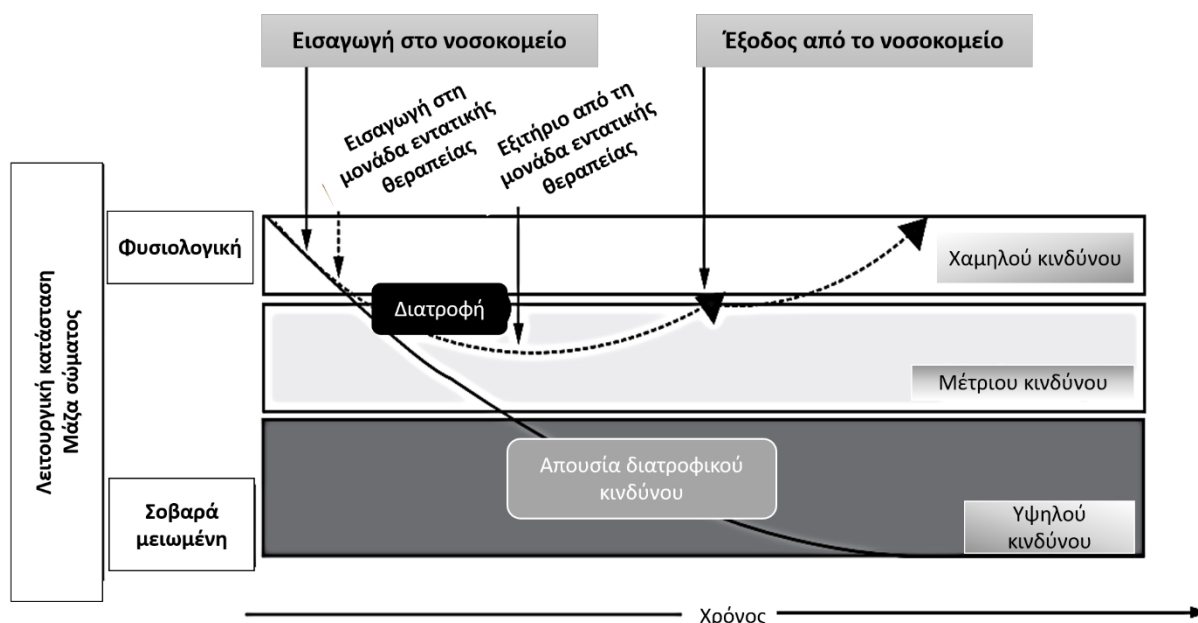 Εισαγωγή στο νοσοκομείο
Έξοδος από το νοσοκομείο
Εισαγωγή στη
μονάδα εντατικής
θεραπείας
Εξιτήριο από τη
μονάδα εντατικής
θεραπείας
Λειτουργική κατάσταση
Μάζα σώματος
Φυσιολογική
Χαμηλού κινδύνου
Διατροφή
Μέτριου κινδύνου
Απουσία διατροφικού
κινδύνου
Σοβαρά
μειωμένη
Υψηλού
κινδύνου
Χρόνος